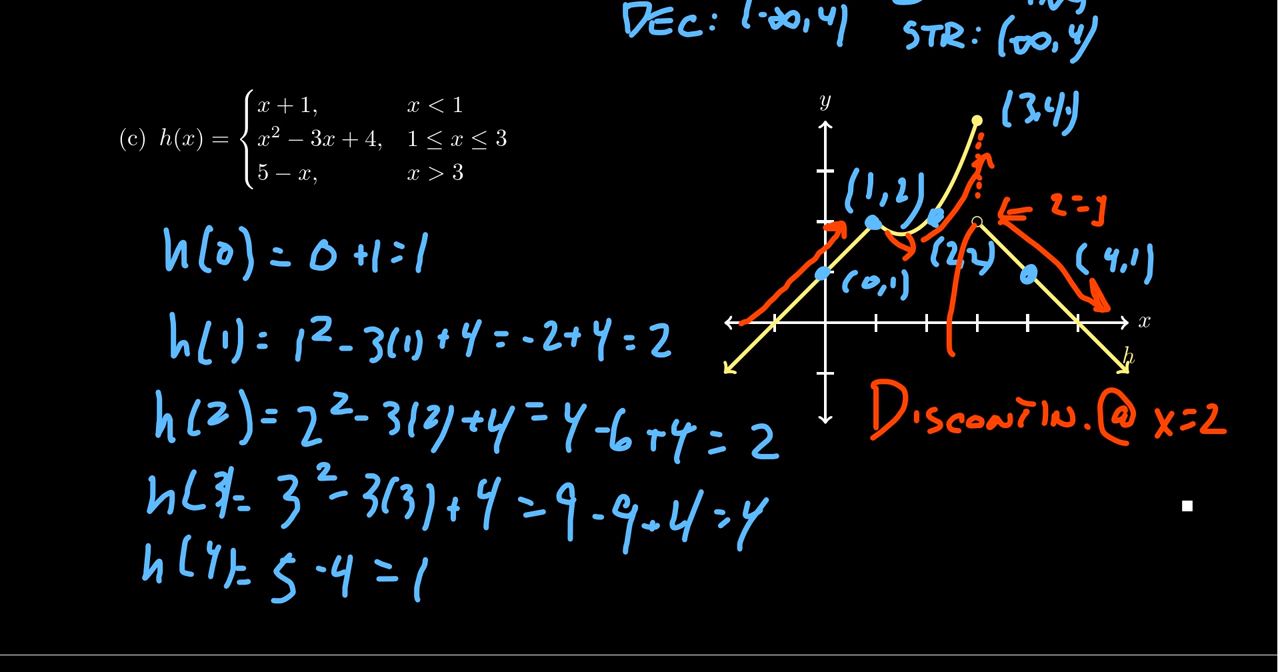 DEC: (-∞, 4)
STR: (∞, 4)
(c) h(x) = { x + 1, x < 1
x² − 3x + 4, 1 ≤ x ≤ 3
5 − x, x > 3
h(0) = 0 + 1 = 1
h(1) = 1² - 3(1) + 4 = -2 + 4 = 2
h(2) = 2² - 3(2) + 4 = 4 - 6 + 4 = 2
h(3) = 3² - 3(3) + 4 = 9 - 9 + 4 = 4
h(4) = 5 - 4 = 1
y
(3,4)
(1,2)
2=y
(2,2)
(4,1)
(0,1)
x
h
DISCONTIN. @ x=2